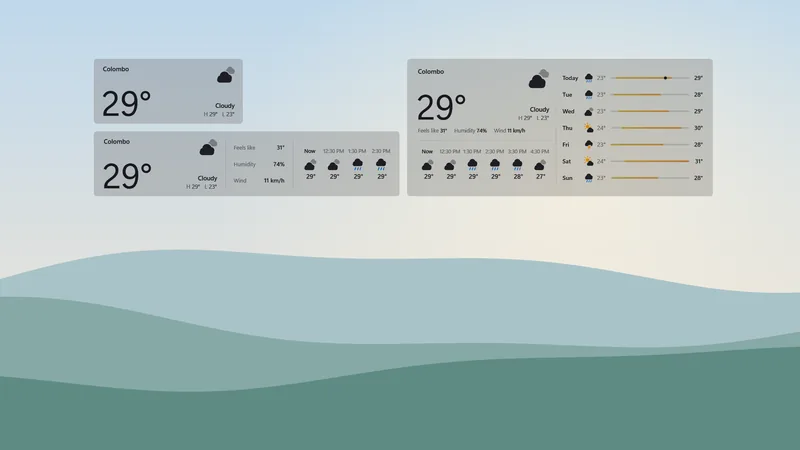 Colombo
29°
Cloudy
H 29° L 23°
Colombo
29°
Cloudy
H 29° L 23°
Feels like 31°
Humidity 74%
Wind 11 km/h
Now 12:30 PM 1:30 PM 2:30 PM
29° 29° 29° 29°
Colombo
29°
Cloudy
H 29° L 23°
Feels like 31° Humidity 74% Wind 11 km/h
Now 12:30 PM 1:30 PM 2:30 PM 3:30 PM 4:30 PM
29° 29° 29° 29° 28° 27°
Today 23° 29°
Tue 23° 28°
Wed 23° 29°
Thu 24° 30°
Fri 23° 28°
Sat 24° 31°
Sun 23° 28°